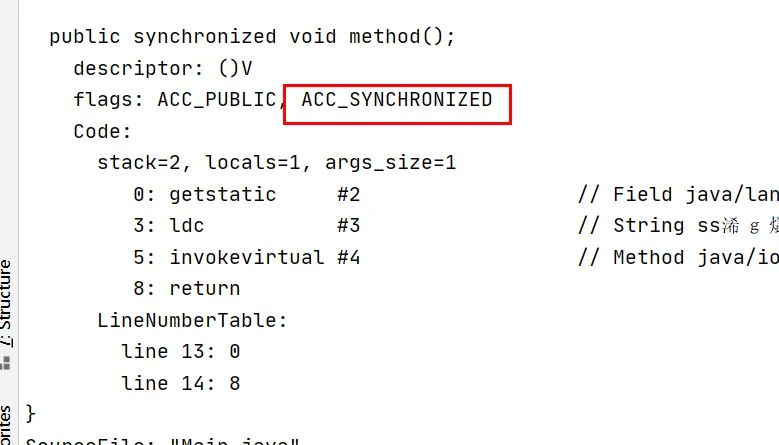 public synchronized void method();
descriptor: ()V
flags: ACC_PUBLIC, ACC_SYNCHRONIZED
Code:
stack=2, locals=1, args_size=1
0: getstatic #2 // Field java/lan
3: ldc #3 // String ss浠ｇ
5: invokevirtual #4 // Method java/io
8: return
LineNumberTable:
line 13: 0
line 14: 8
}
SourceFile: "Main.java"
7: Structure
orites